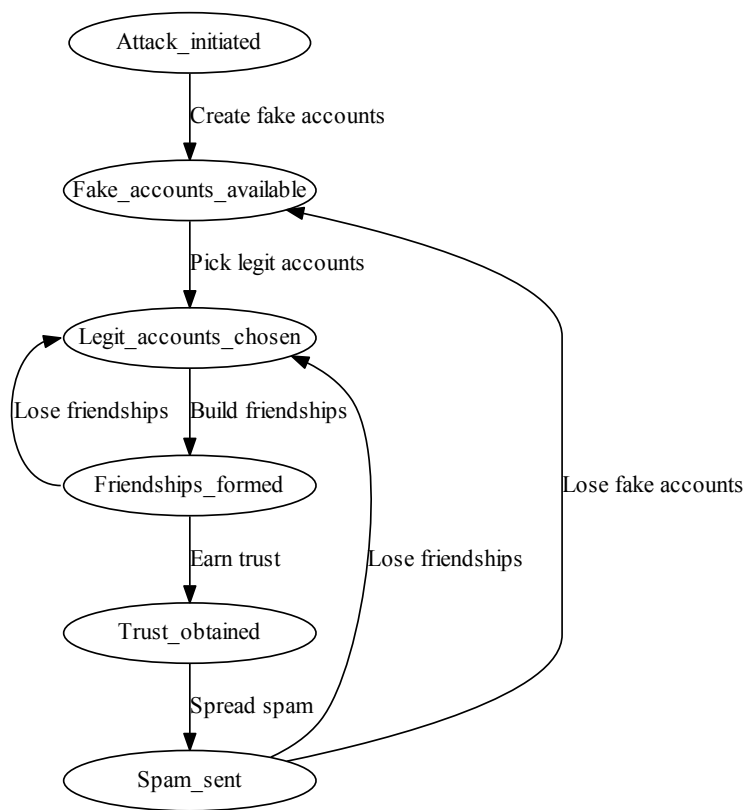 Attack_initiated
Create fake accounts
Fake_accounts_available
Pick legit accounts
Legit_accounts_chosen
Lose friendships
Build friendships
Friendships_formed
Lose fake accounts
Earn trust
Lose friendships
Trust_obtained
Spread spam
Spam_sent